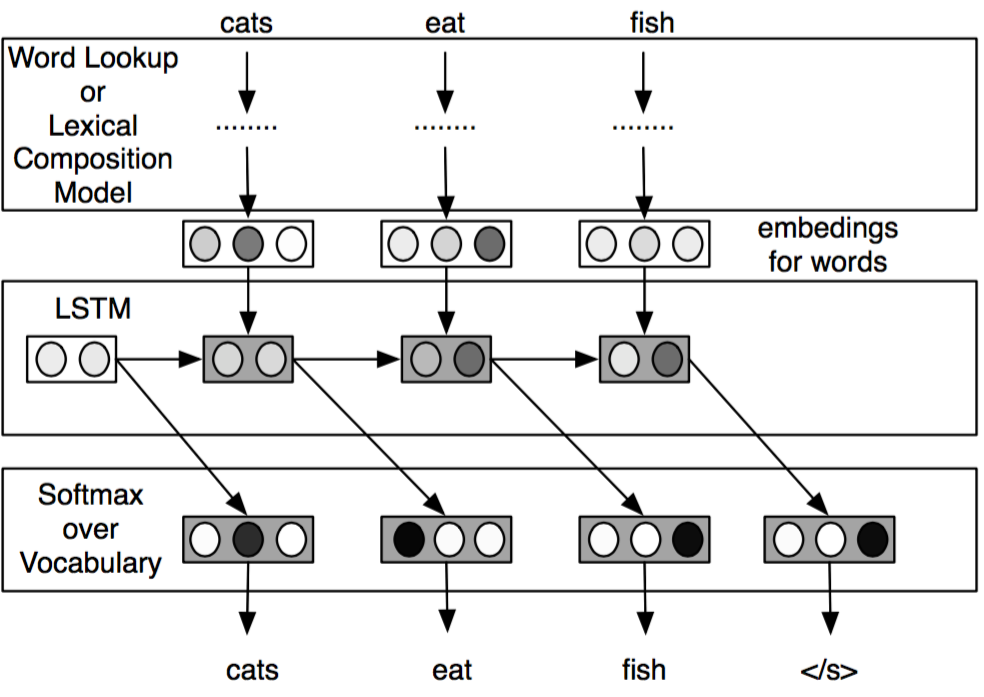 cats eat fish
Word Lookup
or
Lexical
Composition
Model
embedings
for words
LSTM
Softmax
over
Vocabulary
cats eat fish </s>